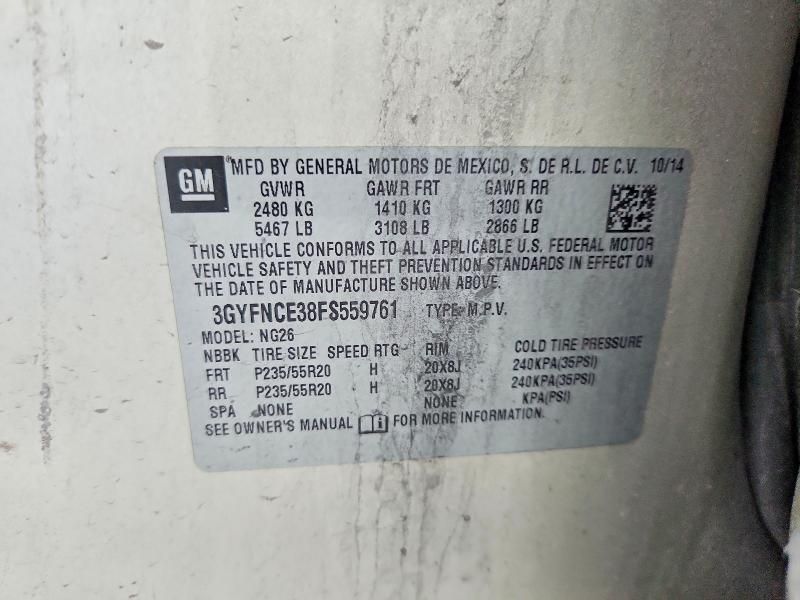 GM
®MFD BY GENERAL MOTORS DE MEXICO, S. DE R.L. DE C.V. 10/14
GVWR GAWR FRT GAWR RR
2480 KG 1410 KG 1300 KG
5467 LB 3108 LB 2866 LB
THIS VEHICLE CONFORMS TO ALL APPLICABLE U.S. FEDERAL MOTOR
VEHICLE SAFETY AND THEFT PREVENTION STANDARDS IN EFFECT ON
THE DATE OF MANUFACTURE SHOWN ABOVE.
3GYFNCE38FS559761 TYPE: M.P.V.
MODEL: NG26
NBBK TIRE SIZE SPEED RTG RIM COLD TIRE PRESSURE
FRT P235/55R20 H 20X8J 240KPA(35PSI)
RR P235/55R20 H 20X8J 240KPA(35PSI)
SPA NONE NONE KPA(PSI)
SEE OWNER'S MANUAL FOR MORE INFORMATION.